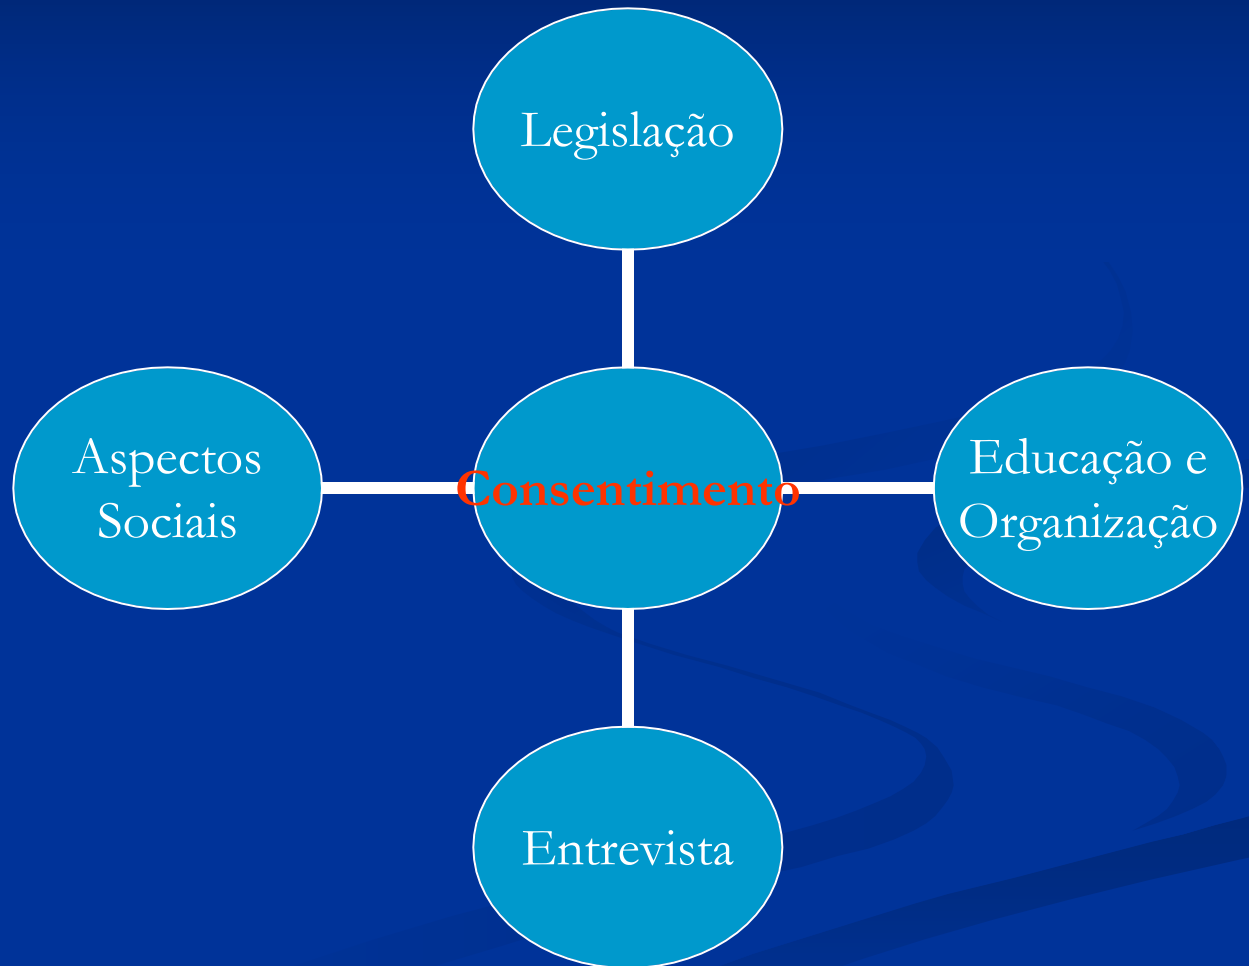 Legislação
Aspectos
Sociais
Consentimento
Educação e
Organização
Entrevista